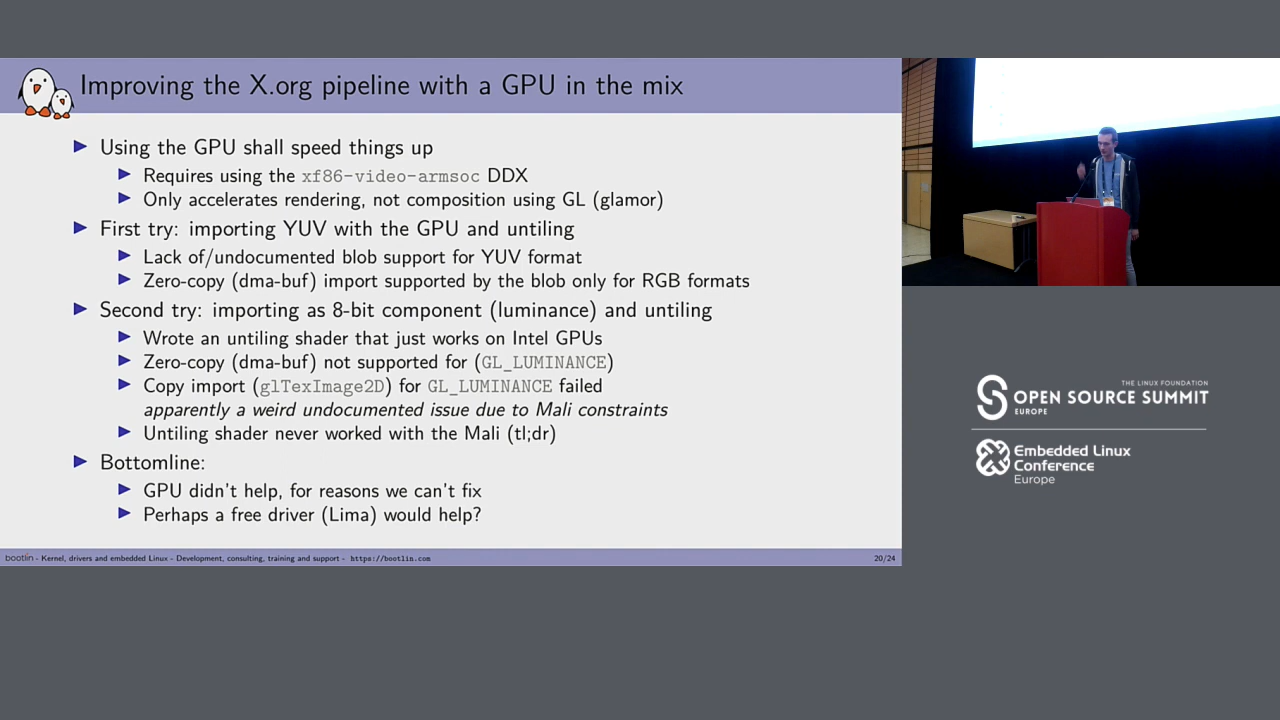 Improving the X.org pipeline with a GPU in the mix
Using the GPU shall speed things up
Requires using the xf86-video-armsoc DDX
Only accelerates rendering, not composition using GL (glamor)
First try: importing YUV with the GPU and untiling
Lack of/undocumented blob support for YUV format
Zero-copy (dma-buf) import supported by the blob only for RGB formats
Second try: importing as 8-bit component (luminance) and untiling
Wrote an untiling shader that just works on Intel GPUs
Zero-copy (dma-buf) not supported for (GL_LUMINANCE)
Copy import (glTexImage2D) for GL_LUMINANCE failed
apparently a weird undocumented issue due to Mali constraints
Untiling shader never worked with the Mali (tl;dr)
Bottomline:
GPU didn't help, for reasons we can't fix
Perhaps a free driver (Lima) would help?
bootlin - Kernel, drivers and embedded Linux - Development, consulting, training and support - https://bootlin.com
20/24
THE LINUX FOUNDATION
OPEN SOURCE SUMMIT
EUROPE
Embedded Linux
Conference
Europe